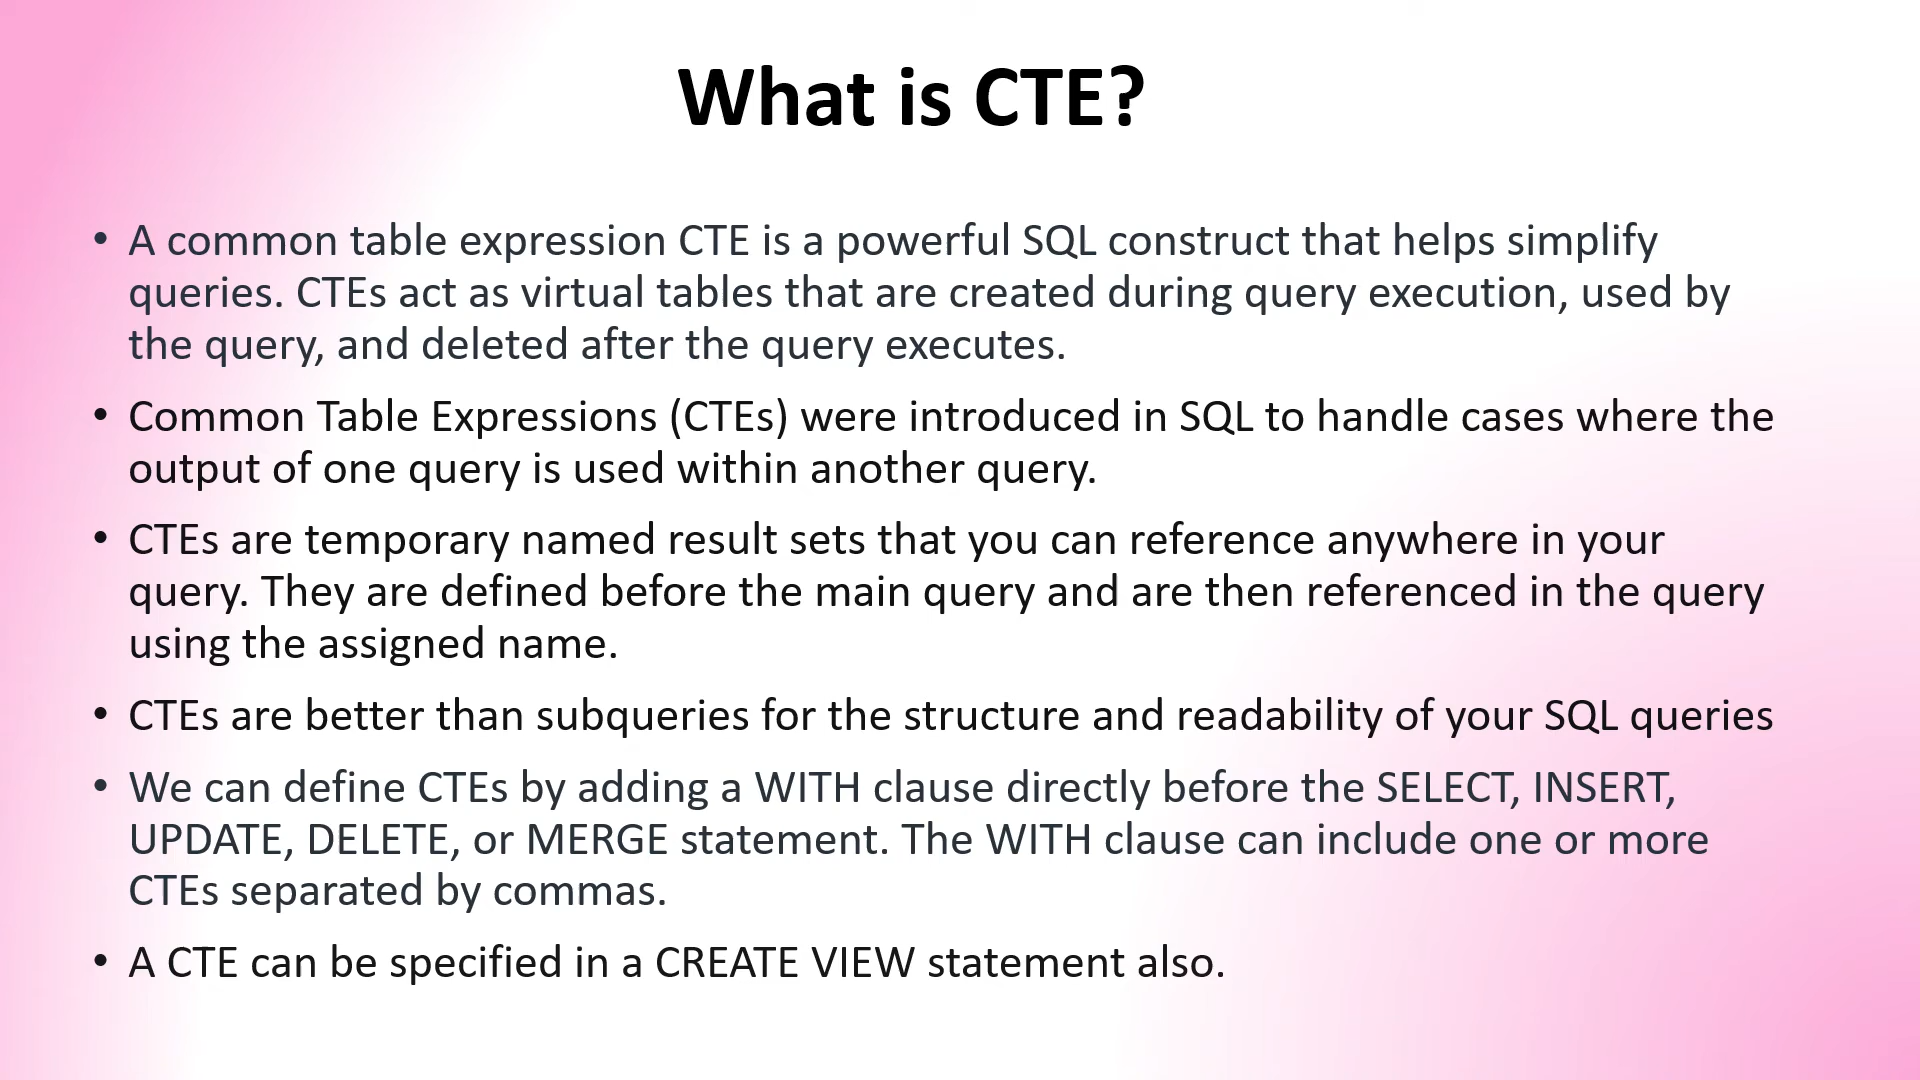 What is CTE?
• A common table expression CTE is a powerful SQL construct that helps simplify
queries. CTEs act as virtual tables that are created during query execution, used by
the query, and deleted after the query executes.
• Common Table Expressions (CTEs) were introduced in SQL to handle cases where the
output of one query is used within another query.
• CTEs are temporary named result sets that you can reference anywhere in your
query. They are defined before the main query and are then referenced in the query
using the assigned name.
• CTEs are better than subqueries for the structure and readability of your SQL queries
• We can define CTEs by adding a WITH clause directly before the SELECT, INSERT,
UPDATE, DELETE, or MERGE statement. The WITH clause can include one or more
CTEs separated by commas.
• A CTE can be specified in a CREATE VIEW statement also.